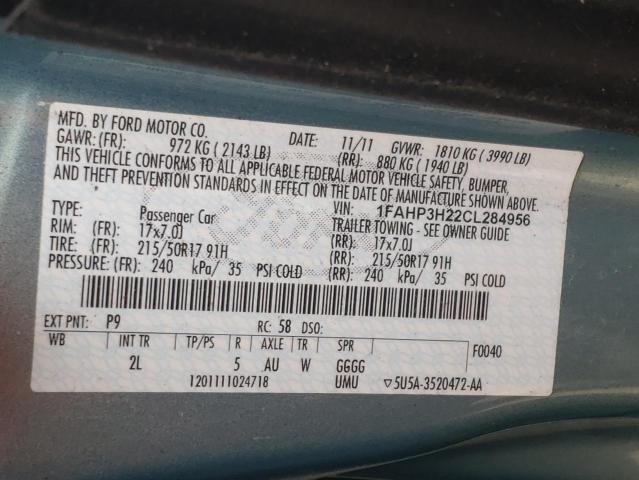 MFD. BY FORD MOTOR CO.
DATE: 11/11 GVWR: 1810 KG ( 3990 LB)
GAWR: (FR): 972 KG ( 2143 LB) (RR): 880 KG ( 1940 LB)
THIS VEHICLE CONFORMS TO ALL APPLICABLE FEDERAL MOTOR VEHICLE SAFETY, BUMPER,
AND THEFT PREVENTION STANDARDS IN EFFECT ON THE DATE OF MANUFACTURE SHOWN ABOVE.
VIN: 1FAHP3H22CL284956
TYPE: Passenger Car TRAILER TOWING - SEE OWNER GUIDE
RIM: (FR): 17x7.0J (RR): 17x7.0J
TIRE: (FR): 215/50R17 91H (RR): 215/50R17 91H
PRESSURE: (FR): 240 kPa/ 35 PSI COLD (RR): 240 kPa/ 35 PSI COLD
EXT PNT: P9 RC: 58 DSO: F0040
WB INT TR TP/PS R AXLE TR SPR
2L 5 AU W GGGG
1201111024718 UMU ▽5U5A-3520472-AA